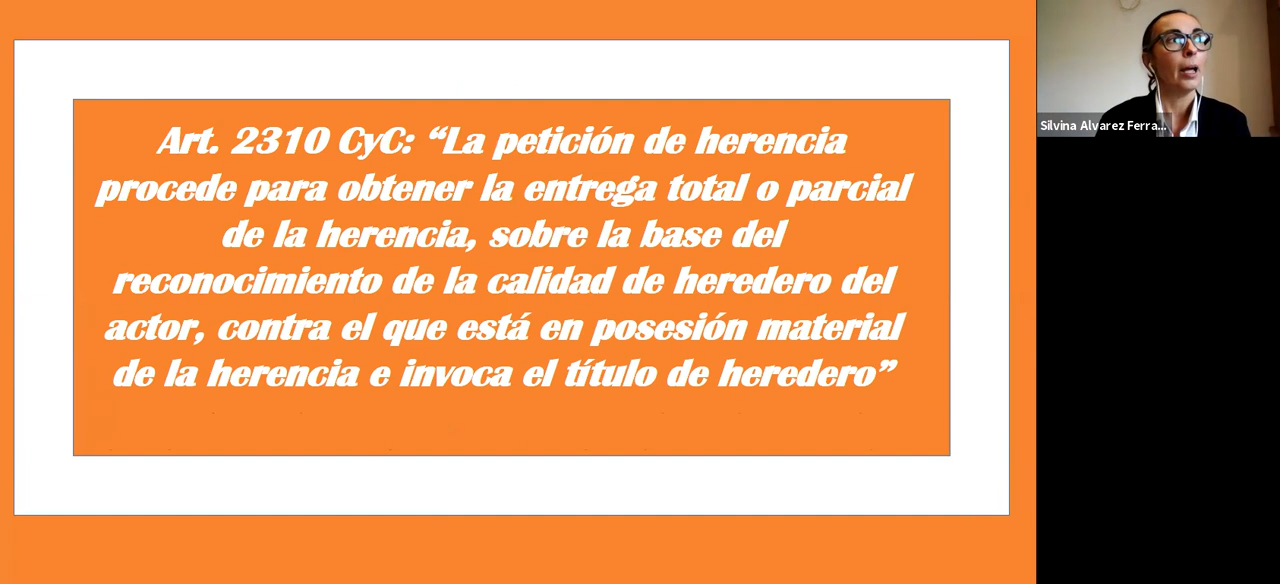 Art. 2310 CyC: “La petición de herencia
procede para obtener la entrega total o parcial
de la herencia, sobre la base del
reconocimiento de la calidad de heredero del
actor, contra el que está en posesión material
de la herencia e invoca el título de heredero”
Silvina Alvarez Ferra...